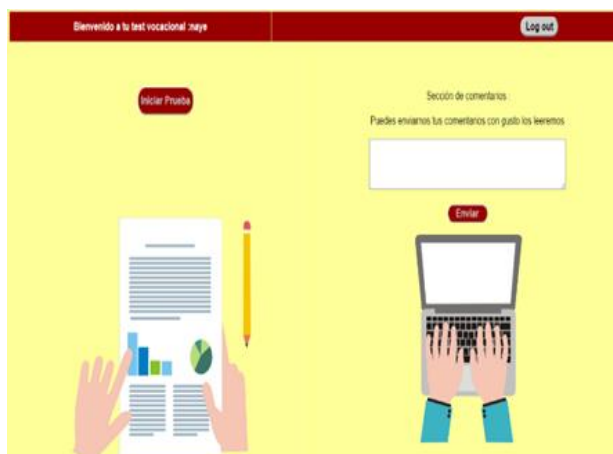 Bienvenido a tu test vocacional :naye
Log out
Iniciar Prueba
Sección de comentarios :
Puedes enviarnos tus comentarios con gusto los leeremos
Enviar